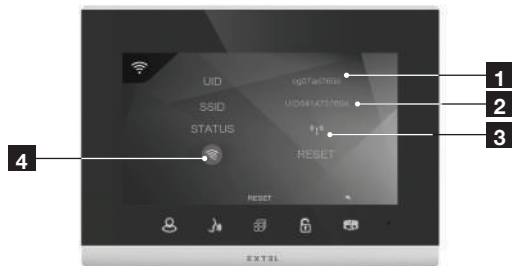 1
UID
2
SSID
STATUS
3
4
RESET
RESET
EXTEL